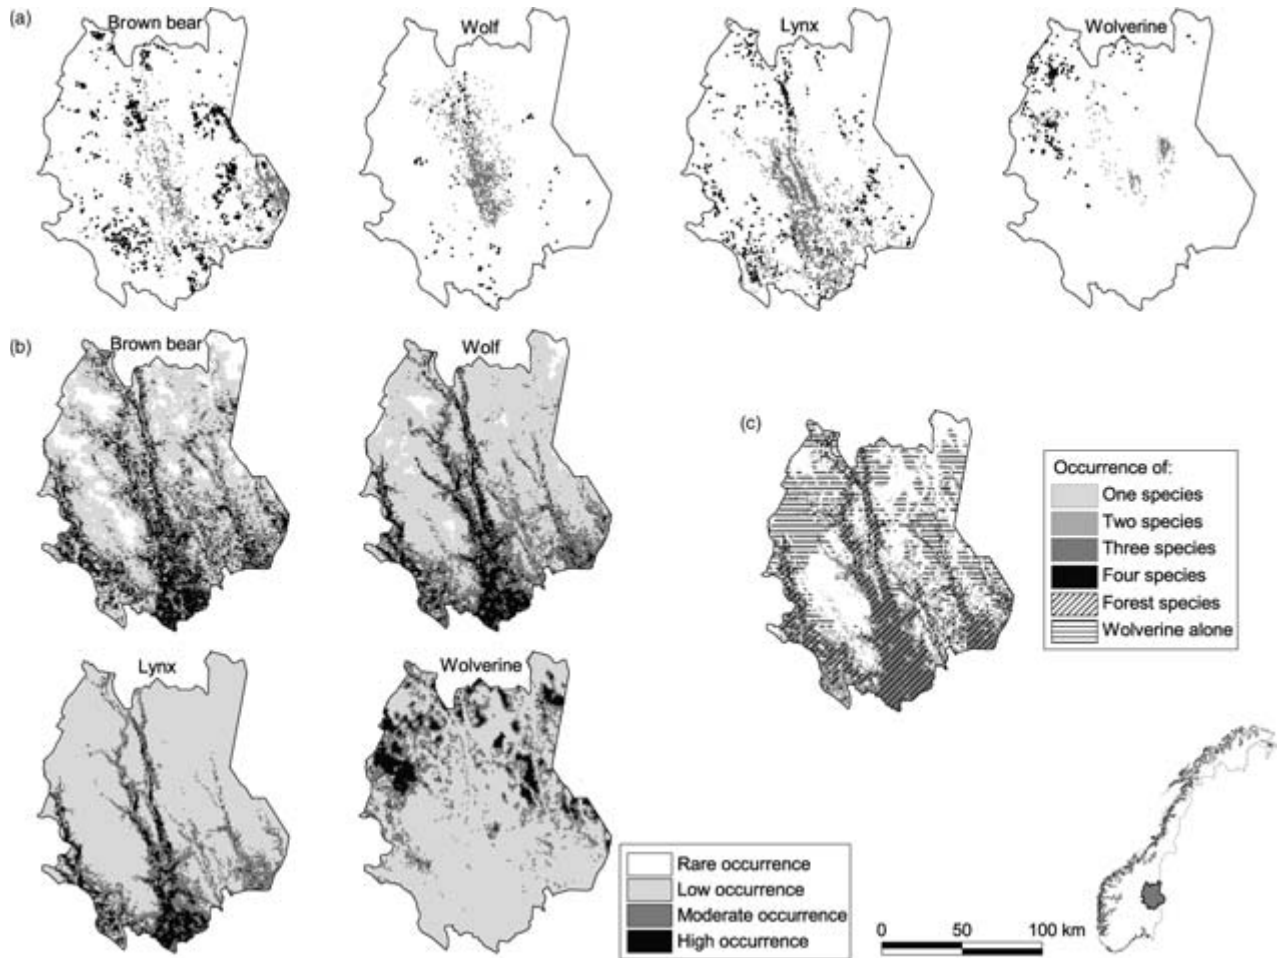 (a)
Brown bear
Wolf
Lynx
Wolverine
(b)
Brown bear
Wolf
(c)
Occurrence of:
One species
Two species
Three species
Four species
Forest species
Wolverine alone
Lynx
Wolverine
Rare occurrence
Low occurrence
Moderate occurrence
High occurrence
0 50 100 km